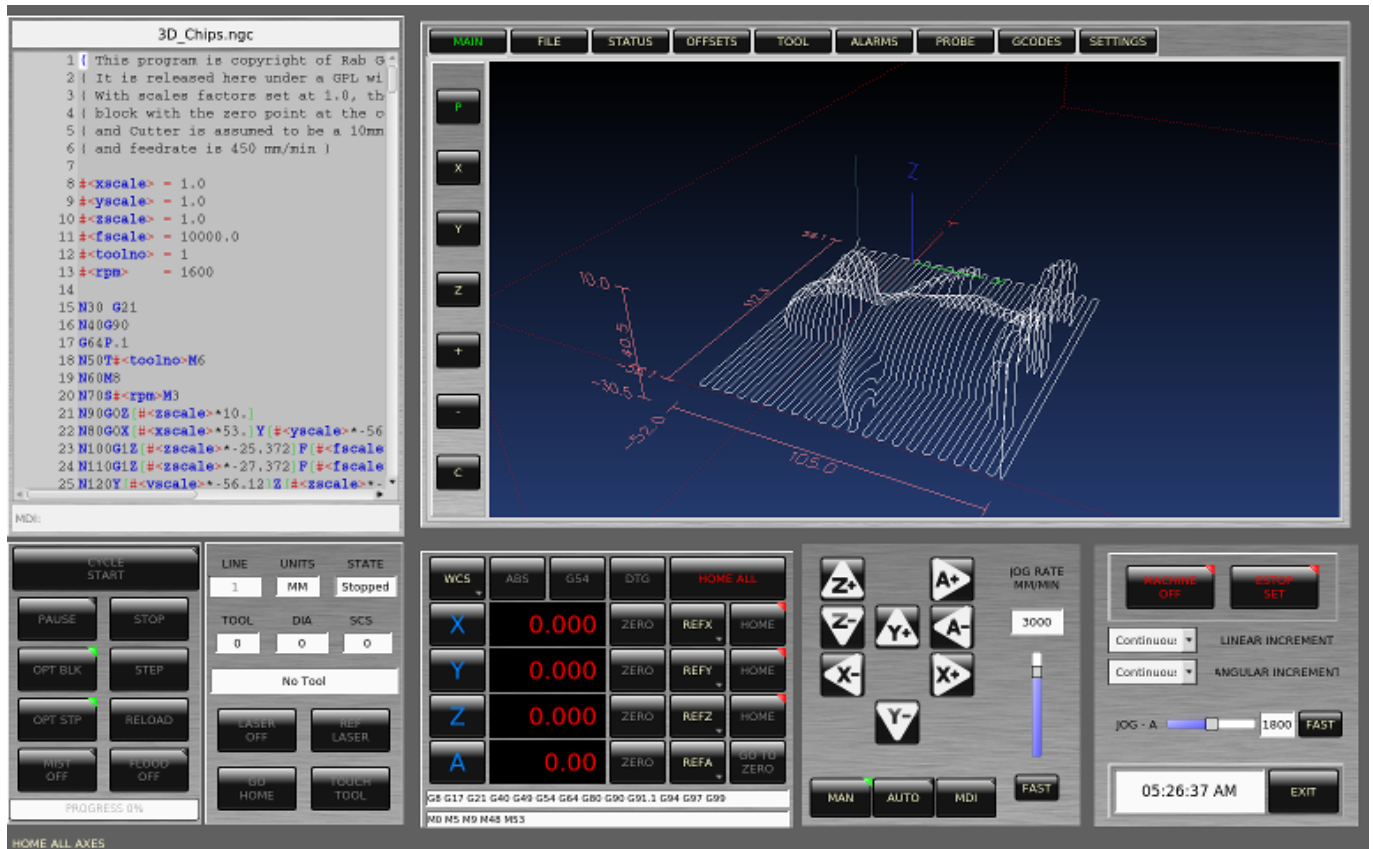 3D_Chips.ngc
1 ( This program is copyright of Rab G
2 ( It is released here under a GPL wi
3 ( With scales factors set at 1.0, th
4 ( block with the zero point at the c
5 ( and Cutter is assumed to be a 10mm
6 ( and feedrate is 450 mm/min )
7
8 #<xscale> = 1.0
9 #<yscale> = 1.0
10 #<zscale> = 1.0
11 #<fscale> = 10000.0
12 #<toolno> = 1
13 #<rpm> = 1600
14
15 N30 G21
16 N40G90
17 G64P.1
18 N50T#<toolno>M6
19 N60M8
20 N70S#<rpm>M3
21 N90G0Z[#<zscale>*10.]
22 N80G0X[#<xscale>*53.]Y[#<yscale>*-56
23 N100G1Z[#<zscale>*-25.372]F[#<fscale
24 N110G1Z[#<zscale>*-27.372]F[#<fscale
25 N120Y[#<yscale>*-56.12]Z[#<zscale>*-
MDI:
MAIN FILE STATUS OFFSETS TOOL ALARMS PROBE GCODES SETTINGS
P
X
Y
Z
+
-
C
Z
10.0
40.5
-30.5
-52.0
105.0
112.3
CYCLE
START
PAUSE STOP
OPT BLK STEP
OPT STP RELOAD
MIST
OFF
FLOOD
OFF
PROGRESS 0%
LINE UNITS STATE
1 MM Stopped
TOOL DIA SCS
0 0 0
No Tool
LASER
OFF
REF
LASER
GO
HOME
TOUCH
TOOL
WCS ABS G54 DTG HOME ALL
X 0.000 ZERO REFX HOME
Y 0.000 ZERO REFY HOME
Z 0.000 ZERO REFZ HOME
A 0.00 ZERO REFA GO TO
ZERO
G8 G17 G21 G40 G49 G54 G64 G80 G90 G91.1 G94 G97 G99
M0 M5 M9 M48 M53
Z+ A+
Z- Y+ A-
X- X+
Y-
JOG RATE
MM/MIN
3000
FAST
MAN AUTO MDI
MACHINE
OFF
ESTOP
SET
Continuou: LINEAR INCREMENT
Continuou: ANGULAR INCREMENT
JOG - A 1800 FAST
05:26:37 AM EXIT
HOME ALL AXES